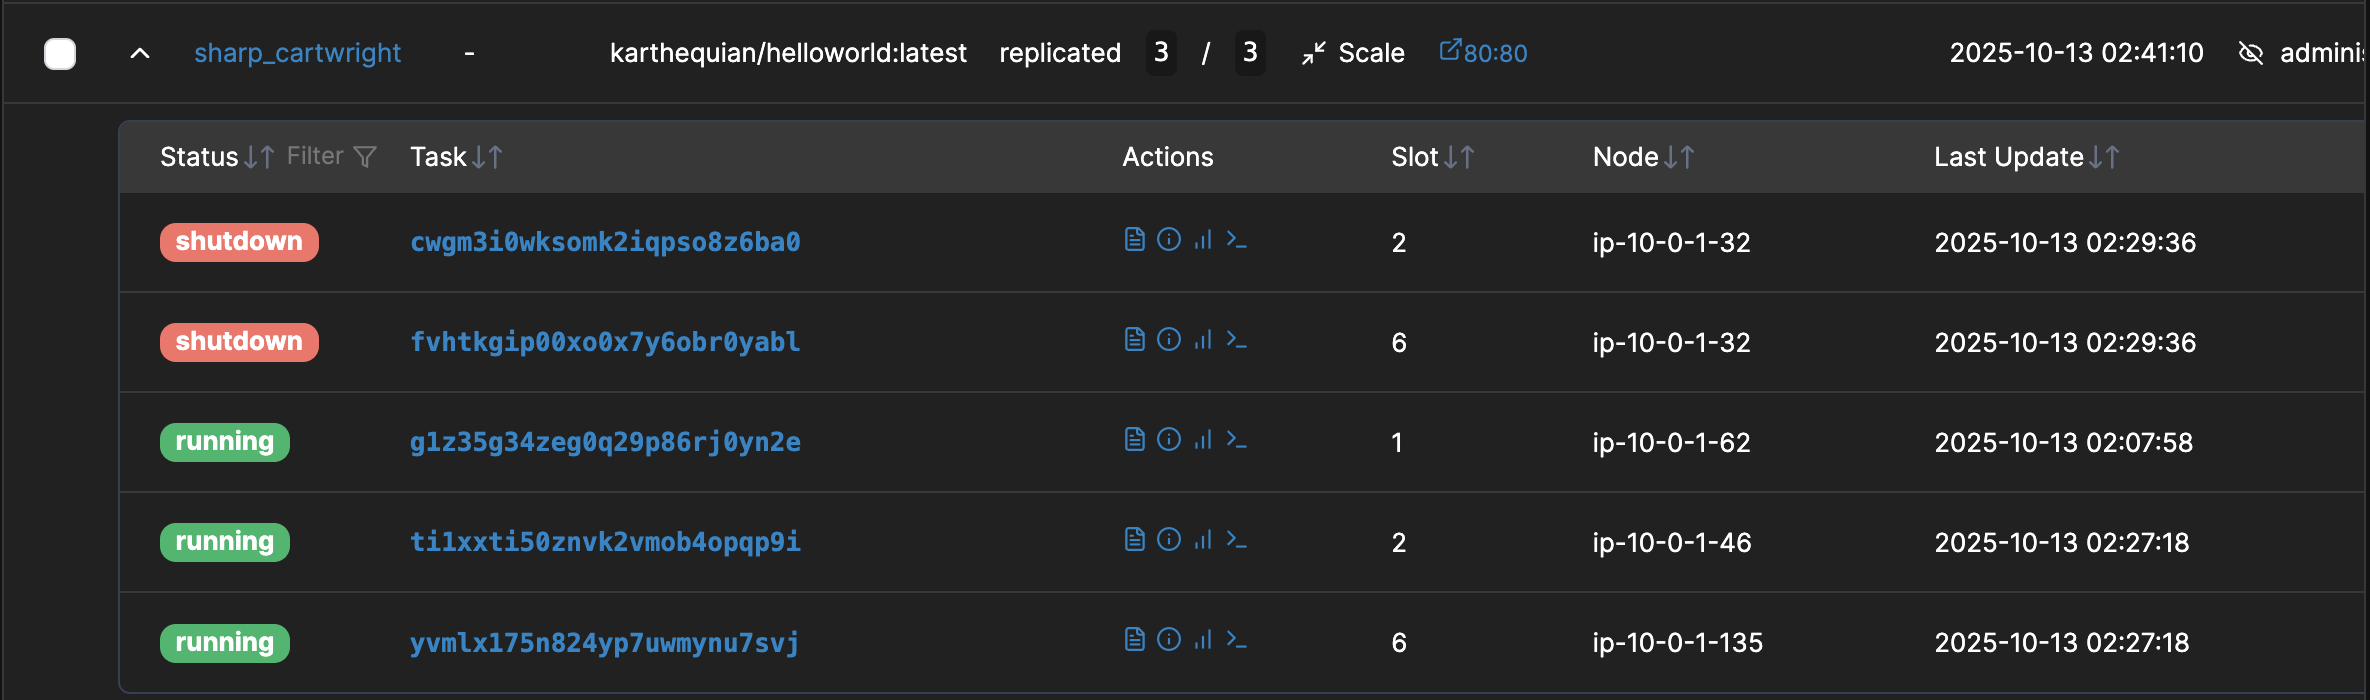 sharp_cartwright - karthequian/helloworld:latest replicated 3 / 3 Scale 80:80 2025-10-13 02:41:10
Status Filter Task Actions Slot Node Last Update
shutdown cwgm3i0wksomk2iqpso8z6ba0 2 ip-10-0-1-32 2025-10-13 02:29:36
shutdown fvhtkgip00xo0x7y6obr0yabl 6 ip-10-0-1-32 2025-10-13 02:29:36
running g1z35g34zeg0q29p86rj0yn2e 1 ip-10-0-1-62 2025-10-13 02:07:58
running ti1xxti50znvk2vmob4opqp9i 2 ip-10-0-1-46 2025-10-13 02:27:18
running yvmlx175n824yp7uwmynu7svj 6 ip-10-0-1-135 2025-10-13 02:27:18